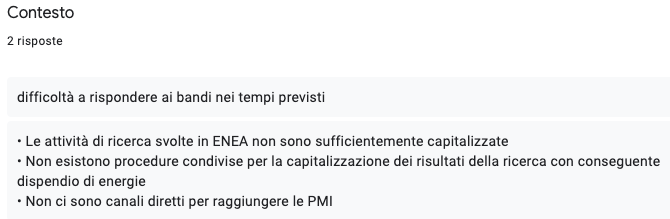 Contesto
2 risposte
difficoltà a rispondere ai bandi nei tempi previsti
• Le attività di ricerca svolte in ENEA non sono sufficientemente capitalizzate
• Non esistono procedure condivise per la capitalizzazione dei risultati della ricerca con conseguente
dispendio di energie
• Non ci sono canali diretti per raggiungere le PMI